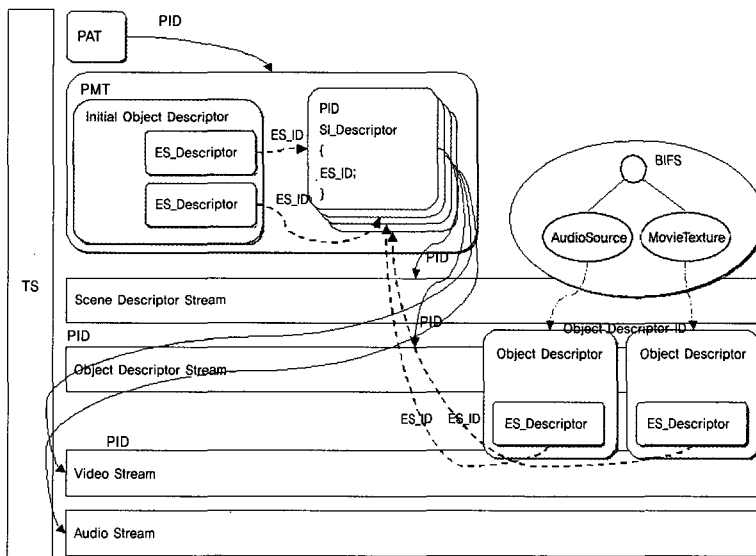 PID
PAT
PMT
Initial Object Descriptor
ES_Descriptor
ES_Descriptor
ES_ID
ES_ID
PID
SI_Descriptor
{
ES_ID;
}
BIFS
AudioSource
MovieTexture
TS
PID
Scene Descriptor Stream
PID
Object Descriptor ID
PID
Object Descriptor Stream
Object Descriptor
Object Descriptor
ES_Descriptor
ES_Descriptor
ES_ID
ES_ID
PID
Video Stream
Audio Stream